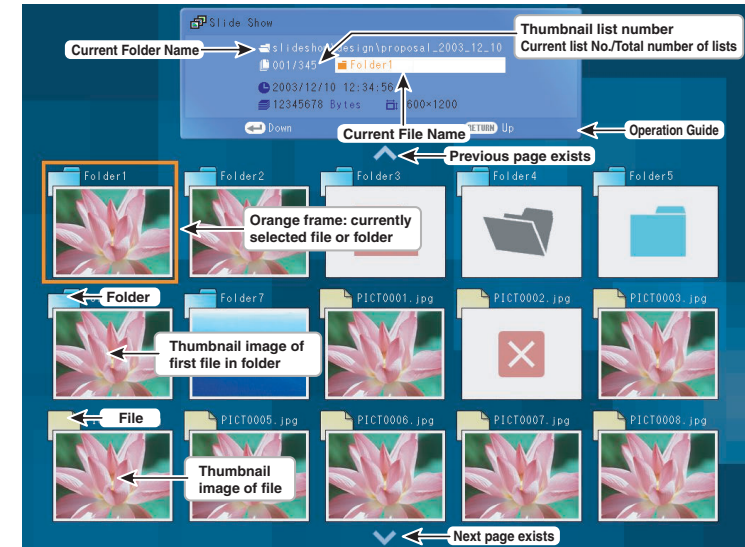 Slide Show
Thumbnail list number
Current list No./Total number of lists
Current Folder Name
slidesho design\proposal_2003_12_10
001/345
Folder1
2003/12/10 12:34:56
12345678 Bytes
600×1200
Down
Current File Name
RETURN Up
Operation Guide
Previous page exists
Folder1
Folder2
Folder3
Folder4
Folder5
Orange frame: currently
selected file or folder
Folder
Folder7
PICT0001.jpg
PICT0002.jpg
PICT0003.jpg
Thumbnail image of
first file in folder
File
PICT0005.jpg
PICT0006.jpg
PICT0007.jpg
PICT0008.jpg
Thumbnail
image of file
Next page exists